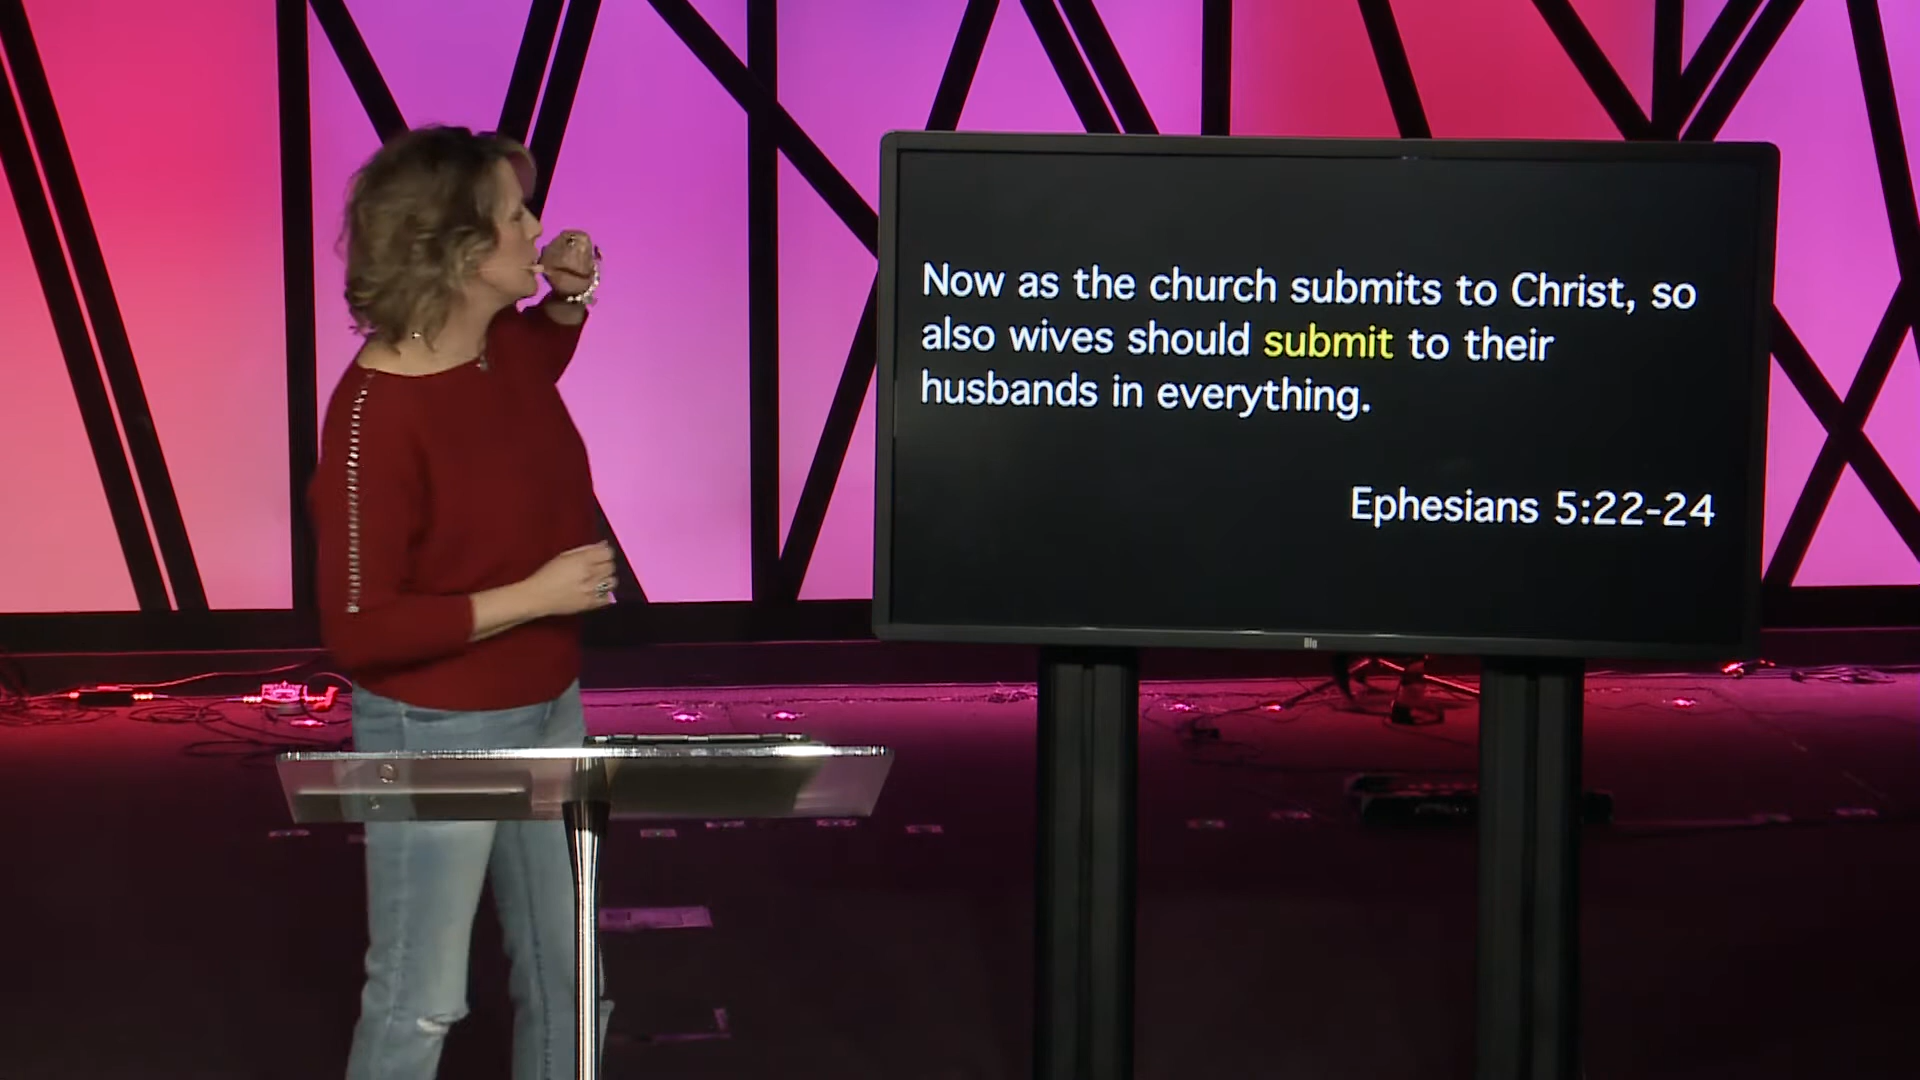 Now as the church submits to Christ, so
also wives should submit to their
husbands in everything.
Ephesians 5:22-24